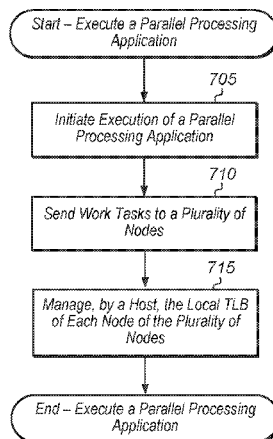 Start – Execute a Parallel Processing
Application
705
Initiate Execution of a Parallel
Processing Application
710
Send Work Tasks to a Plurality of
Nodes
715
Manage, by a Host, the Local TLB
of Each Node of the Plurality of
Nodes
End – Execute a Parallel Processing
Application